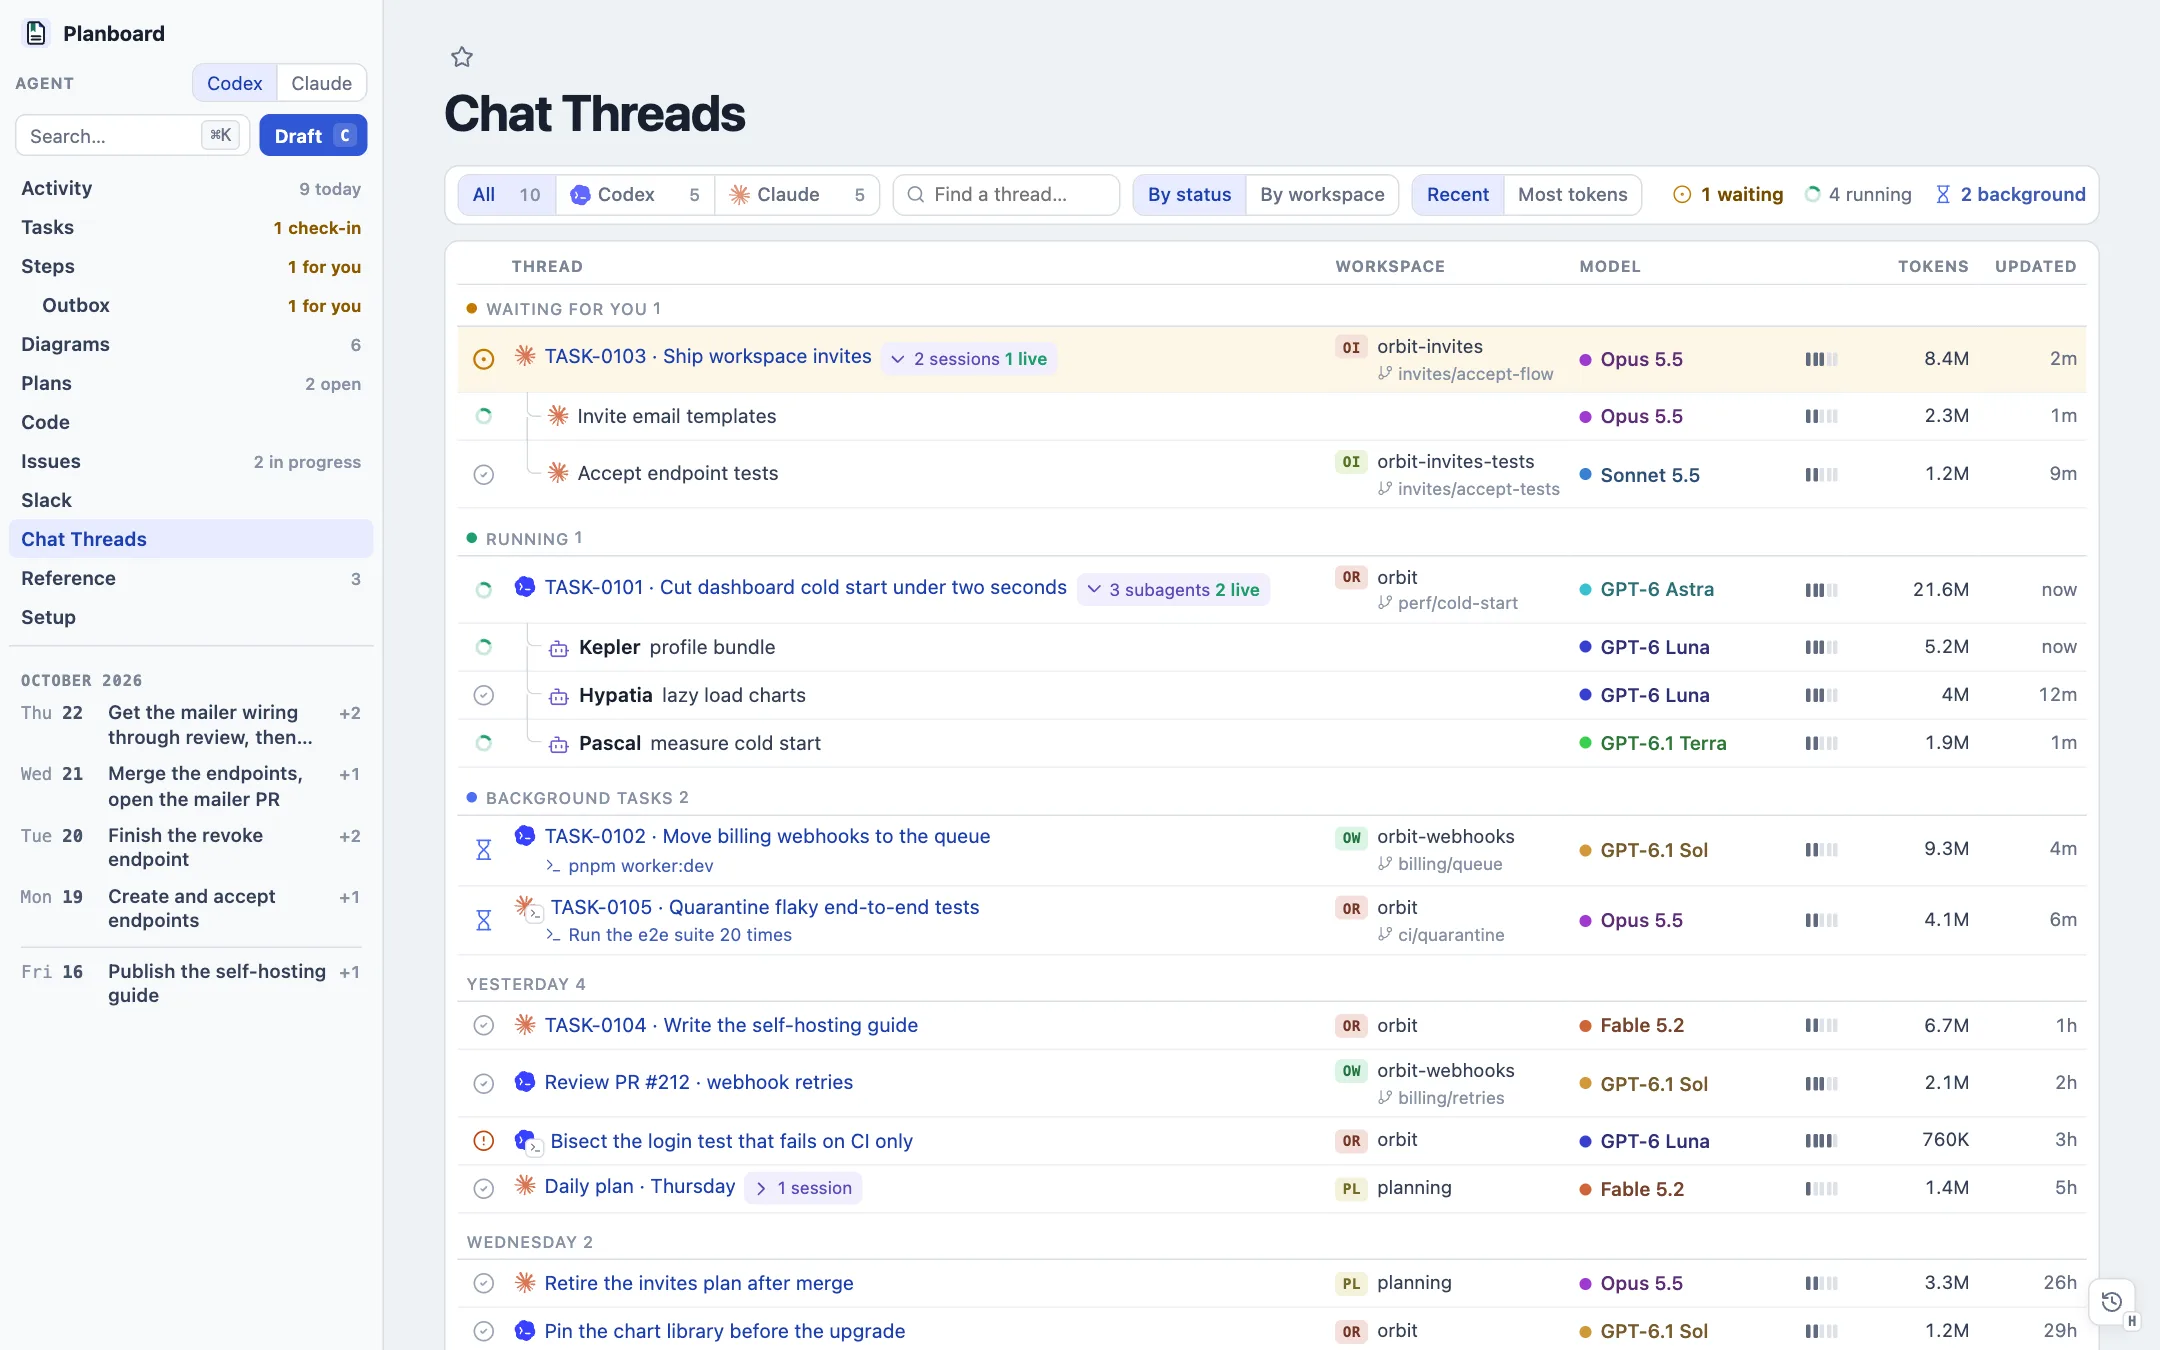 Planboard
AGENT
Codex
Claude
Search...
⌘K
Draft C
Activity 9 today
Tasks 1 check-in
Steps 1 for you
Outbox 1 for you
Diagrams 6
Plans 2 open
Code
Issues 2 in progress
Slack
Chat Threads
Reference 3
Setup
OCTOBER 2026
Thu 22 Get the mailer wiring +2
through review, then...
Wed 21 Merge the endpoints, +1
open the mailer PR
Tue 20 Finish the revoke +2
endpoint
Mon 19 Create and accept +1
endpoints
Fri 16 Publish the self-hosting +1
guide
Chat Threads
All 10
Codex 5
Claude 5
Find a thread...
By status
By workspace
Recent
Most tokens
1 waiting
4 running
2 background
THREAD WORKSPACE MODEL TOKENS UPDATED
WAITING FOR YOU 1
TASK-0103 · Ship workspace invites 2 sessions 1 live OI orbit-invites Opus 5.5 8.4M 2m
invites/accept-flow
Invite email templates Opus 5.5 2.3M 1m
Accept endpoint tests OI orbit-invites-tests Sonnet 5.5 1.2M 9m
invites/accept-tests
RUNNING 1
TASK-0101 · Cut dashboard cold start under two seconds 3 subagents 2 live OR orbit GPT-6 Astra 21.6M now
perf/cold-start
Kepler profile bundle GPT-6 Luna 5.2M now
Hypatia lazy load charts GPT-6 Luna 4M 12m
Pascal measure cold start GPT-6.1 Terra 1.9M 1m
BACKGROUND TASKS 2
TASK-0102 · Move billing webhooks to the queue OW orbit-webhooks GPT-6.1 Sol 9.3M 4m
pnpm worker:dev billing/queue
TASK-0105 · Quarantine flaky end-to-end tests OR orbit Opus 5.5 4.1M 6m
Run the e2e suite 20 times ci/quarantine
YESTERDAY 4
TASK-0104 · Write the self-hosting guide OR orbit Fable 5.2 6.7M 1h
Review PR #212 · webhook retries OW orbit-webhooks GPT-6.1 Sol 2.1M 2h
billing/retries
Bisect the login test that fails on CI only OR orbit GPT-6 Luna 760K 3h
Daily plan · Thursday 1 session PL planning Fable 5.2 1.4M 5h
WEDNESDAY 2
Retire the invites plan after merge PL planning Opus 5.5 3.3M 26h
Pin the chart library before the upgrade OR orbit GPT-6.1 Sol 1.2M 29h
H